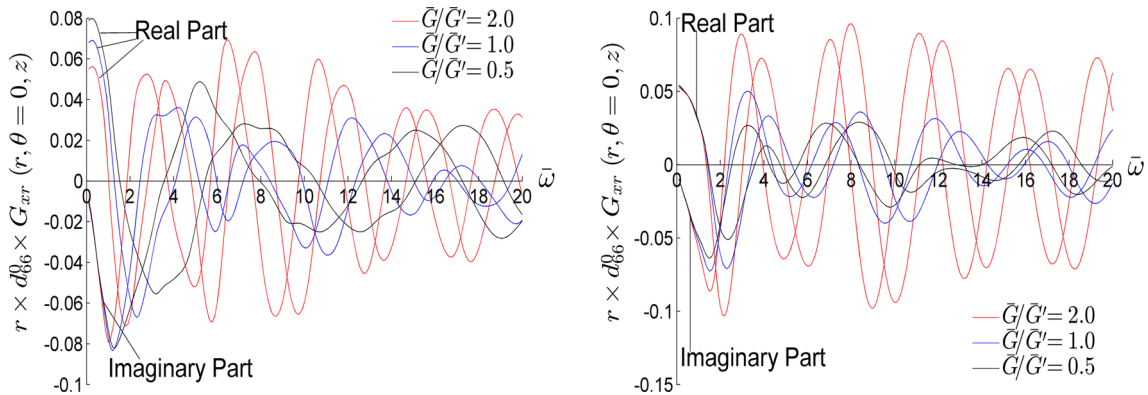 0.08
0.06
0.04
0.02
0
-0.02
-0.04
-0.06
-0.08
-0.1
r × d⁰₆₆ × Gₓᵣ (r, θ = 0, z)
Real Part
Ḡ/Ḡ′= 2.0
Ḡ/Ḡ′= 1.0
Ḡ/Ḡ′= 0.5
0 2 4 6 8 10 12 14 16 18 20
ω̄
Imaginary Part
0.1
0.05
0
-0.05
-0.1
-0.15
r × d⁰₆₆ × Gₓᵣ (r, θ = 0, z)
Real Part
0 2 4 6 8 10 12 14 16 18 20
ω̄
Imaginary Part
Ḡ/Ḡ′= 2.0
Ḡ/Ḡ′= 1.0
Ḡ/Ḡ′= 0.5